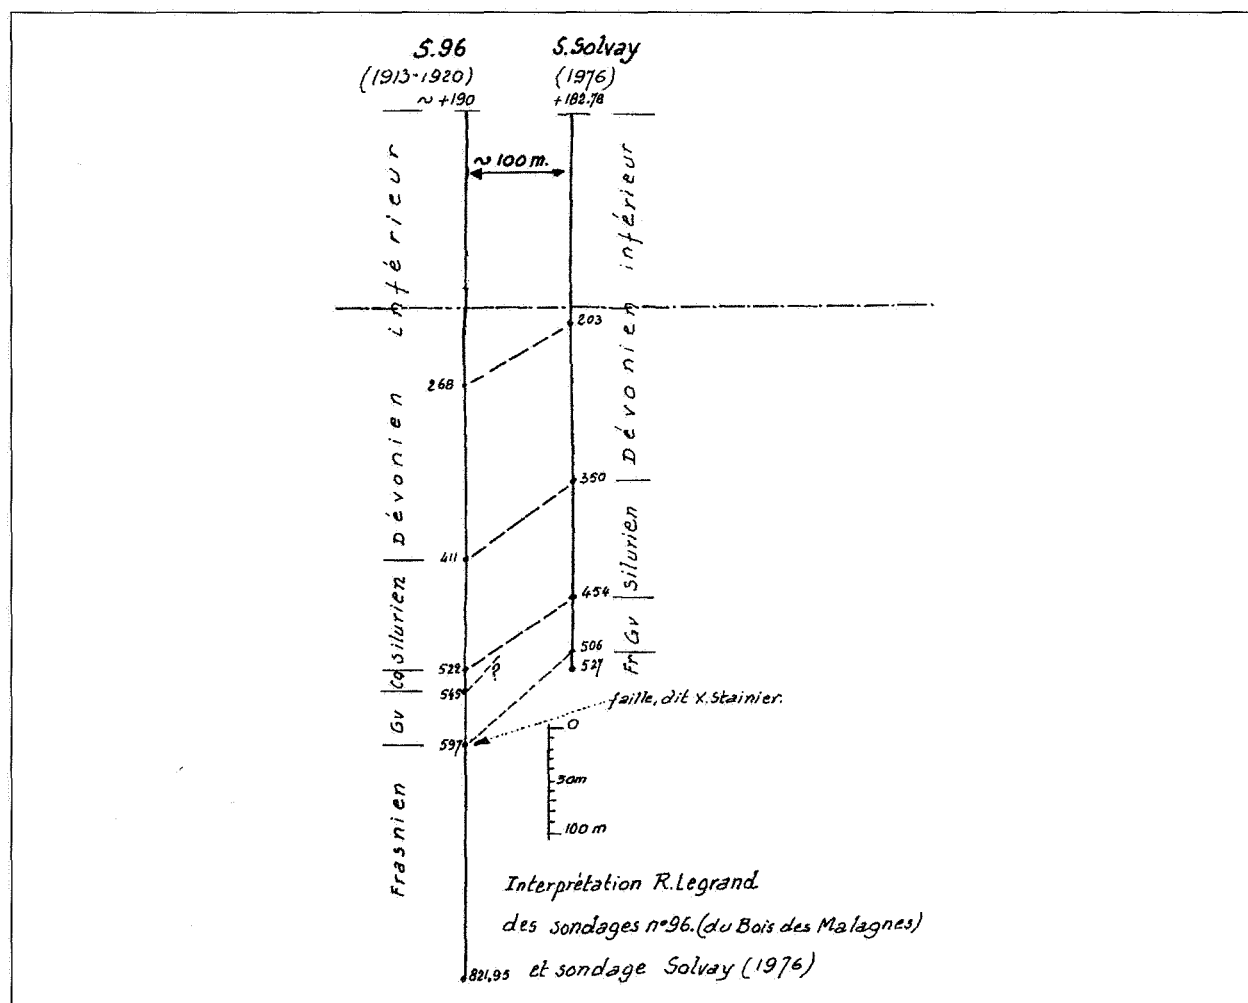 S.96
(1913-1920)
~ +190
S.Solvay
(1976)
+182.78
~ 100 m.
Dévonien inférieur
Dévonien inférieur
203
268
350
411
silurien
silurien
454
522
Co
?
545
Gv
Gv
506
527
Fr
faille, dit X.Stainier.
597
0
50m
100 m
Frasnien
Interprétation R.Legrand
des sondages n°96.(du Bois des Malagnes)
et sondage Solvay (1976)
821,95